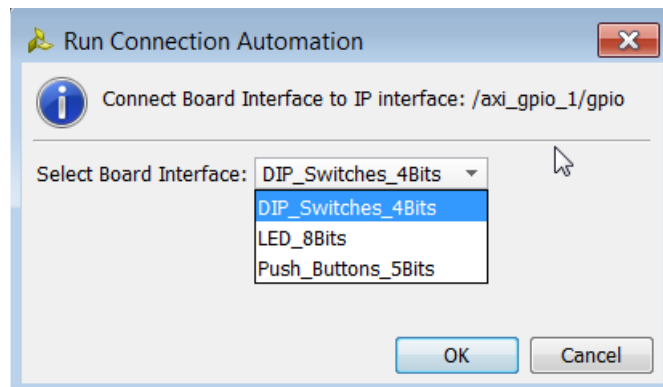 Run Connection Automation
Connect Board Interface to IP interface: /axi_gpio_1/gpio
Select Board Interface: DIP_Switches_4Bits
DIP_Switches_4Bits
LED_8Bits
Push_Buttons_5Bits
OK Cancel